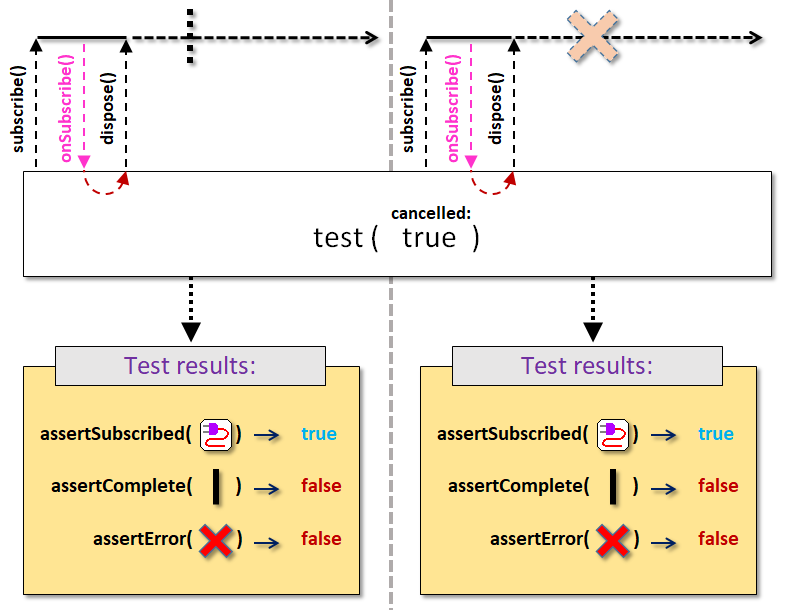 subscribe()
onSubscribe()
dispose()
subscribe()
onSubscribe()
dispose()
cancelled:
test ( true )
Test results:
assertSubscribed( ) true
assertComplete( ) false
assertError( ) false
Test results:
assertSubscribed( ) true
assertComplete( ) false
assertError( ) false